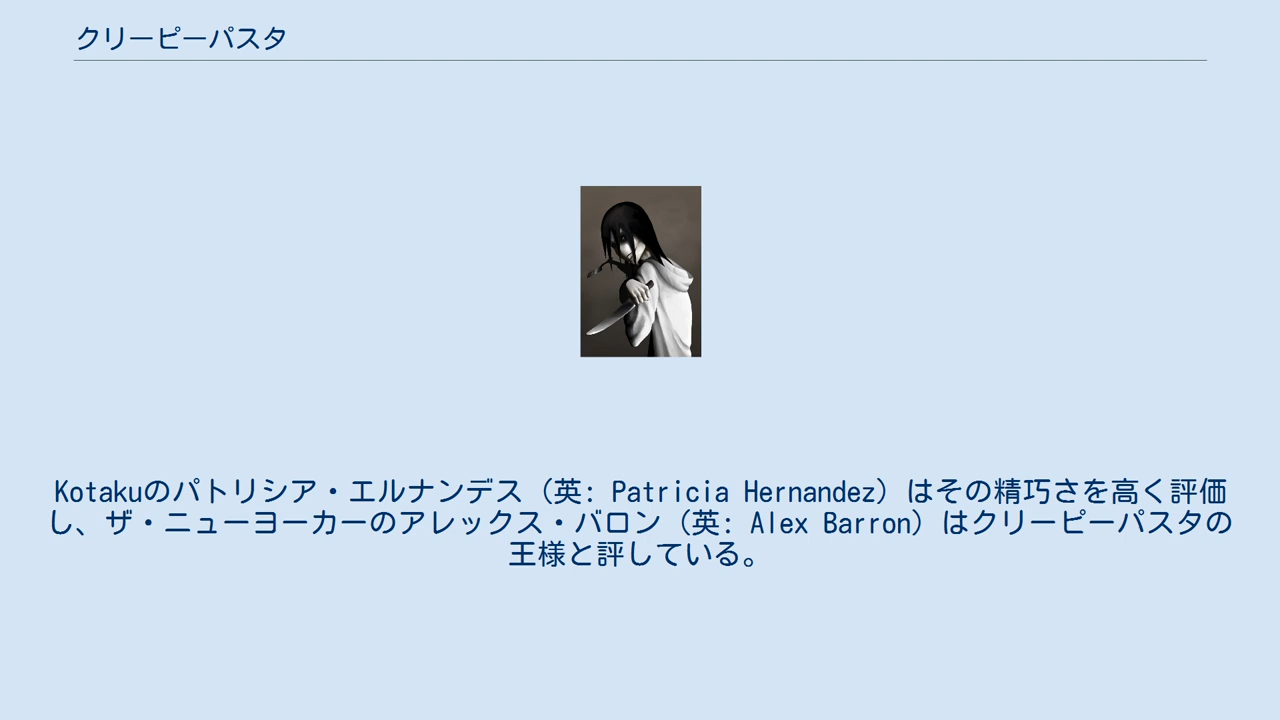 クリーピーパスタ
Kotakuのパトリシア・エルナンデス（英: Patricia Hernandez）はその精巧さを高く評価
し、ザ・ニューヨーカーのアレックス・バロン（英: Alex Barron）はクリーピーパスタの
王様と評している。